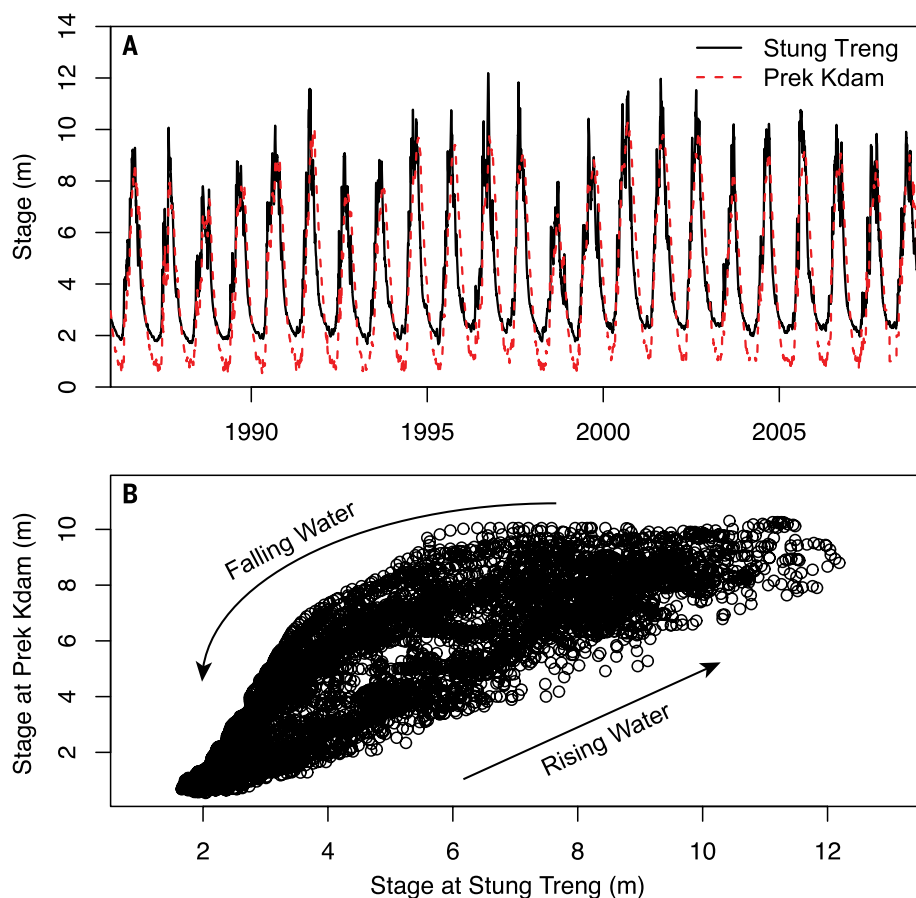 A
Stung Treng
Prek Kdam
Stage (m)
14
12
10
8
6
4
2
0
1990 1995 2000 2005
B
Falling Water
Rising Water
Stage at Prek Kdam (m)
10
8
6
4
2
2 4 6 8 10 12
Stage at Stung Treng (m)